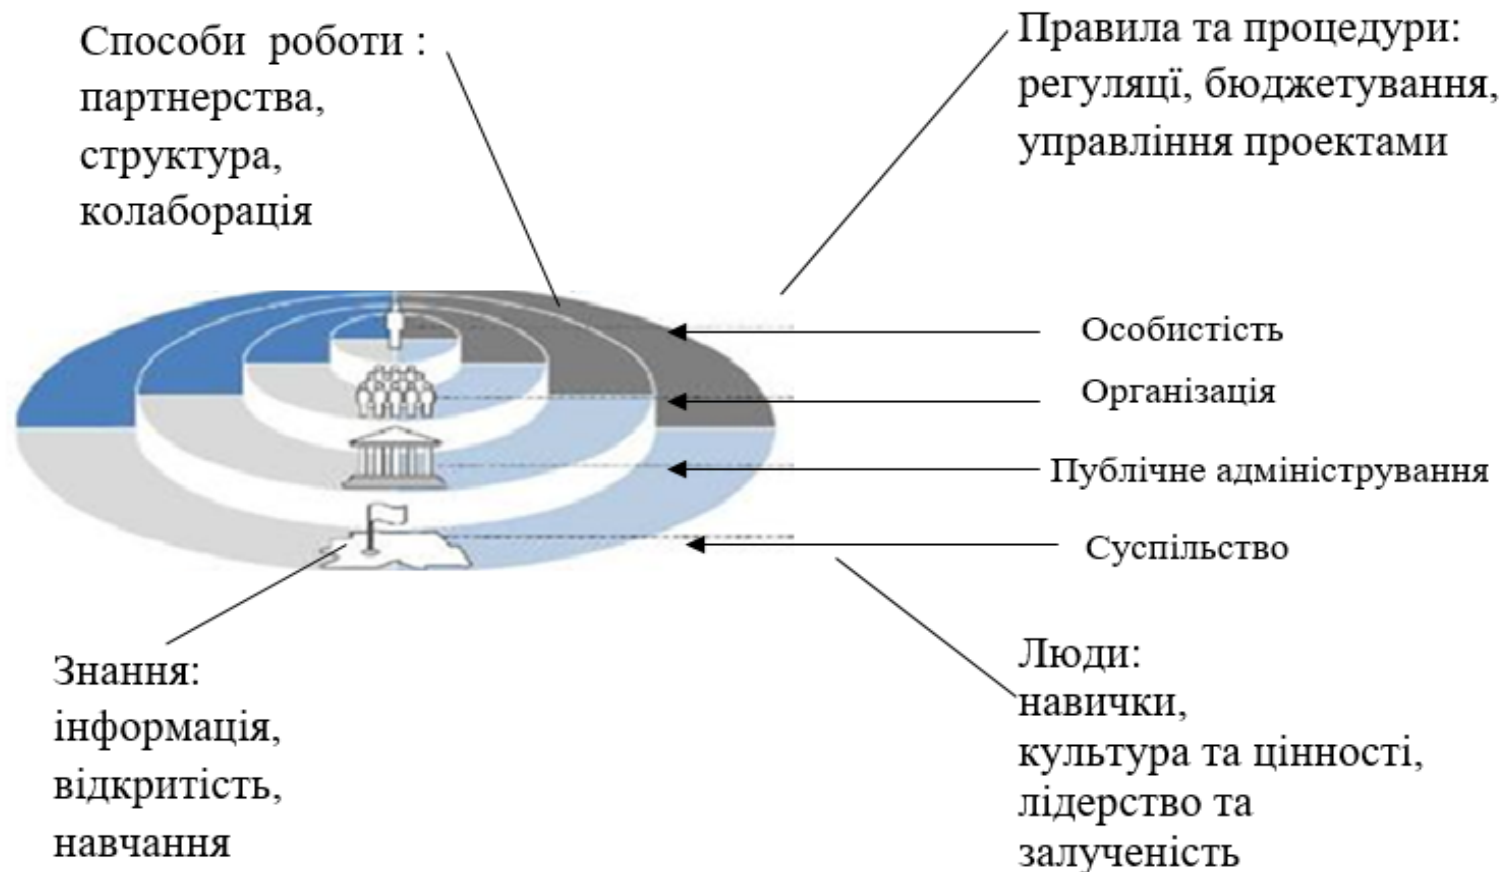 Способи роботи :
партнерства,
структура,
колаборація
Правила та процедури:
регуляцї, бюджетування,
управління проектами
Особистість
Організація
Публічне адміністрування
Суспільство
Знання:
інформація,
відкритість,
навчання
Люди:
навички,
культура та цінності,
лідерство та
залученість